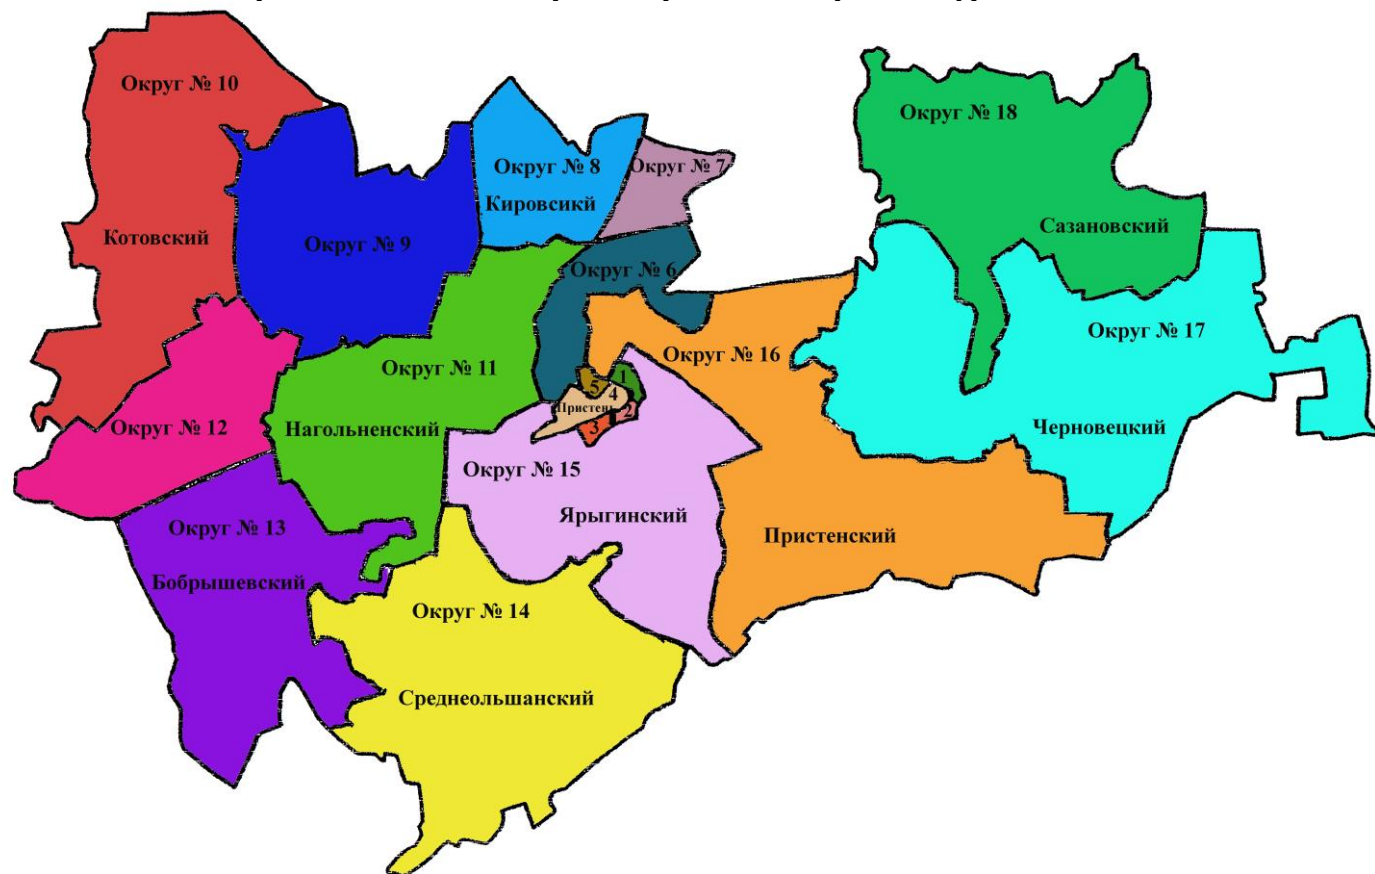 Округ № 10
Округ № 18
Округ № 8
Округ № 7
Кировсикй
Котовский
Округ № 9
Сазановский
Округ № 6
Округ № 17
Округ № 11
Округ № 16
1
5
4
Пристень
2
3
Округ № 12
Нагольненский
Черновецкий
Округ № 15
Ярыгинский
Округ № 13
Пристенский
Бобрышевский
Округ № 14
Среднеольшанский